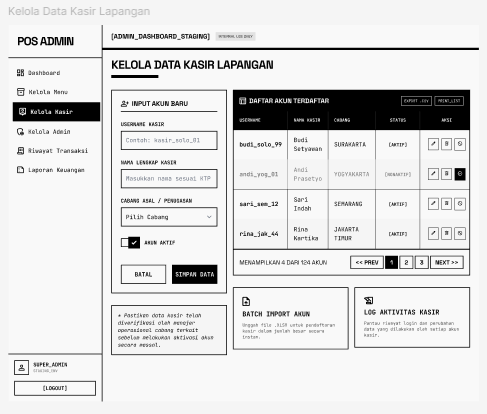 Kelola Data Kasir Lapangan
POS ADMIN
[ADMIN_DASHBOARD_STAGING]
INTERNAL USE ONLY
Dashboard
Kelola Menu
Kelola Kasir
Kelola Admin
Riwayat Transaksi
Laporan Keuangan
SUPER_ADMIN
[LOGOUT]
KELOLA DATA KASIR LAPANGAN
INPUT AKUN BARU
USERNAME KASIR
Contoh: kasir_solo_01
NAMA LENGKAP KASIR
Masukkan nama sesuai KTP
CABANG ASAL / PENUGASAN
Pilih Cabang
AKUN AKTIF
BATAL
SIMPAN DATA
* Pastikan data kasir telah
diverifikasi oleh manajer
operasional cabang terkait
sebelum melakukan aktivasi akun
secara massal.
DAFTAR AKUN TERDAFTAR
EXPORT .CSV
PRINT_LIST
USERNAME NAMA KASIR CABANG STATUS AKSI
budi_solo_99 Budi Setyawan SURAKARTA [AKTIF]
andi_yog_01 Andi Prasetyo YOGYAKARTA [NONAKTIF]
sari_sem_12 Sari Indah SEMARANG [AKTIF]
rina_jak_44 Rina Kartika JAKARTA TIMUR [AKTIF]
MENAMPILKAN 4 DARI 124 AKUN
<< PREV 1 2 3 NEXT >>
BATCH IMPORT AKUN
Unggah file .XLSX untuk pendaftaran
kasir dalam jumlah besar secara
instan.
LOG AKTIVITAS KASIR
Pantau riwayat login dan perubahan
data yang dilakukan oleh setiap akun
kasir.